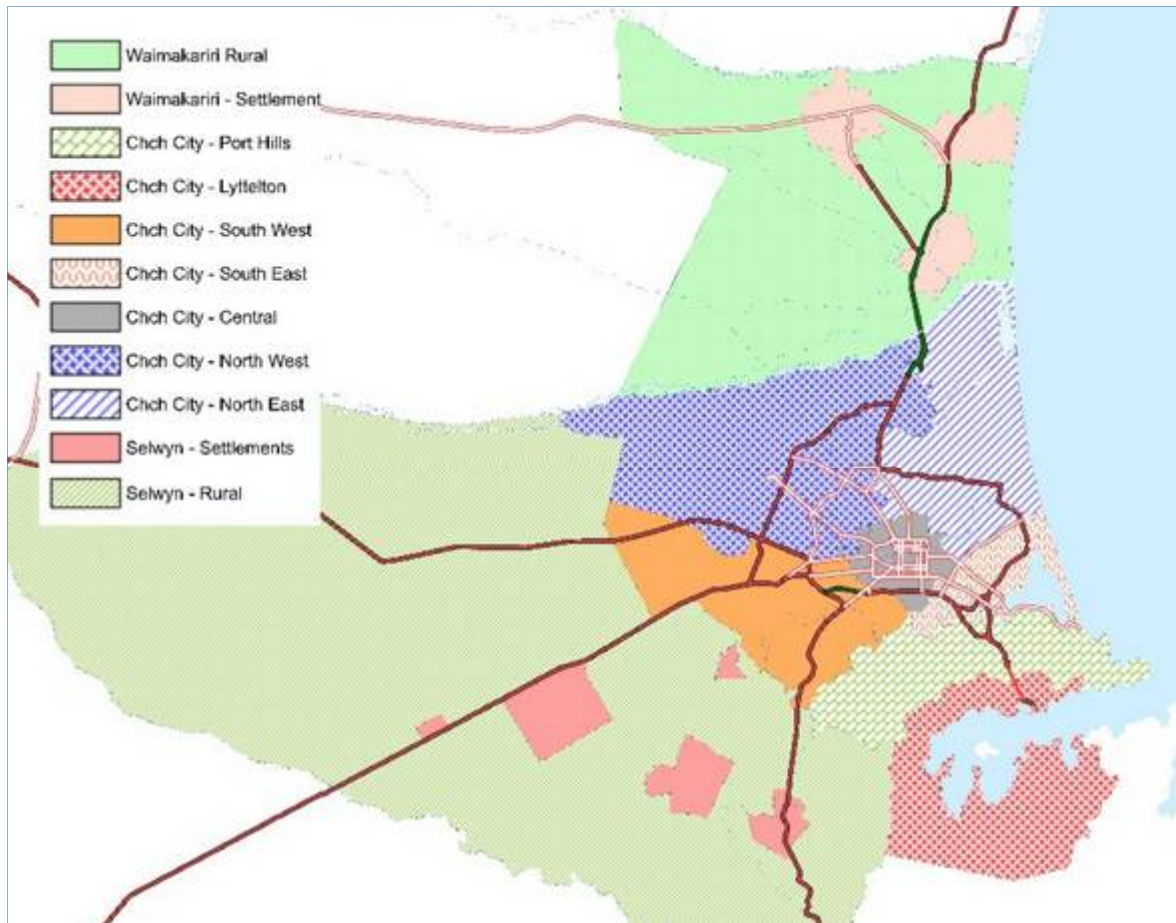 Waimakariri Rural
Waimakariri - Settlement
Chch City - Port Hills
Chch City - Lyttelton
Chch City - South West
Chch City - South East
Chch City - Central
Chch City - North West
Chch City - North East
Selwyn - Settlements
Selwyn - Rural